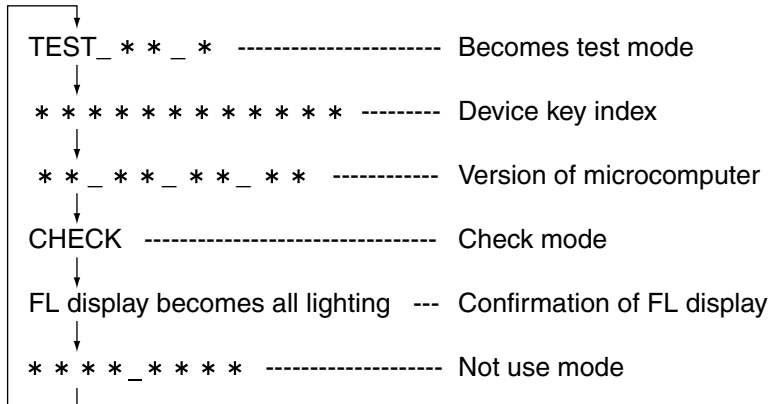 TEST_ * * _ * ----------------------- Becomes test mode
* * * * * * * * * * * * --------- Device key index
* * _ * * _ * * _ * * ------------ Version of microcomputer
CHECK --------------------------------- Check mode
FL display becomes all lighting --- Confirmation of FL display
* * * * _ * * * * -------------------- Not use mode